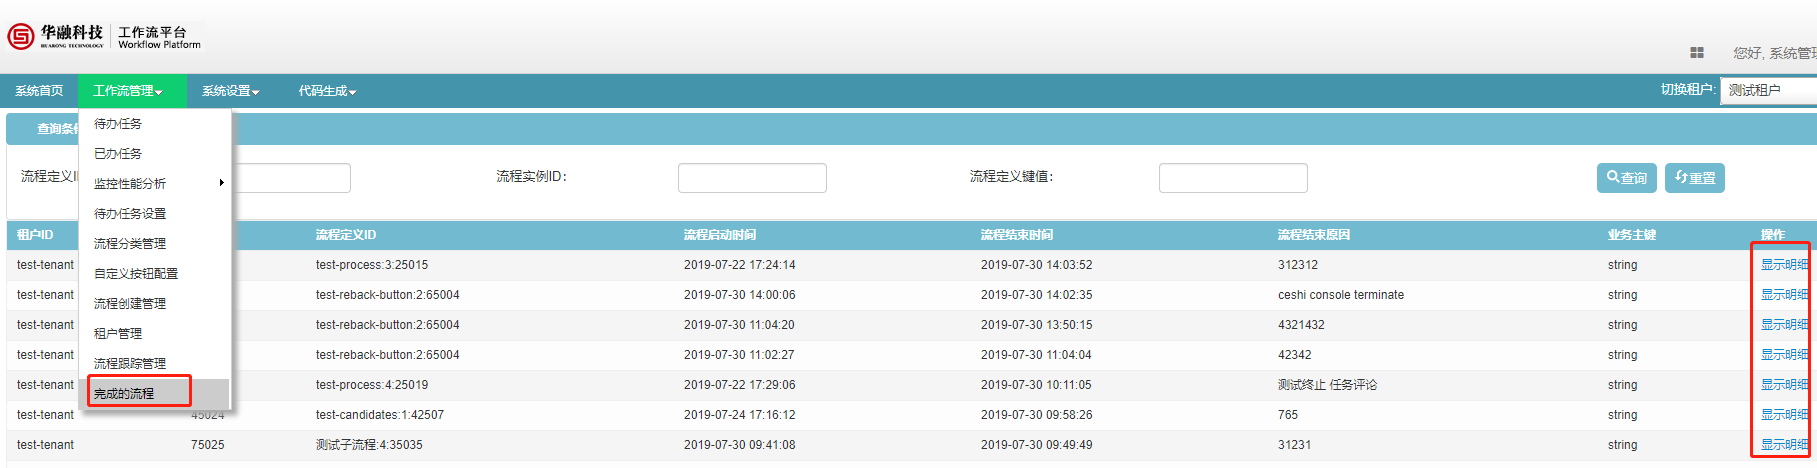 华融科技
HUARONG TECHNOLOGY
工作流平台
Workflow Platform
您好, 系统管理
系统首页 工作流管理 系统设置 代码生成 切换租户: 测试租户
查询条
待办任务
已办任务
监控性能分析
待办任务设置
流程分类管理
自定义按钮配置
流程创建管理
租户管理
流程跟踪管理
完成的流程
流程定义I 流程实例ID: 流程定义键值: 查询 重置
租户ID 流程定义ID 流程启动时间 流程结束时间 流程结束原因 业务主键 操作
test-tenant test-process:3:25015 2019-07-22 17:24:14 2019-07-30 14:03:52 312312 string 显示明细
test-tenant test-reback-button:2:65004 2019-07-30 14:00:06 2019-07-30 14:02:35 ceshi console terminate string 显示明细
test-tenant test-reback-button:2:65004 2019-07-30 11:04:20 2019-07-30 13:50:15 4321432 string 显示明细
test-tenant test-reback-button:2:65004 2019-07-30 11:02:27 2019-07-30 11:04:04 42342 string 显示明细
test-tenant test-process:4:25019 2019-07-22 17:29:06 2019-07-30 10:11:05 测试终止 任务评论 string 显示明细
test-tenant 45024 test-candidates:1:42507 2019-07-24 17:16:12 2019-07-30 09:58:26 765 string 显示明细
test-tenant 75025 测试子流程:4:35035 2019-07-30 09:41:08 2019-07-30 09:49:49 31231 string 显示明细